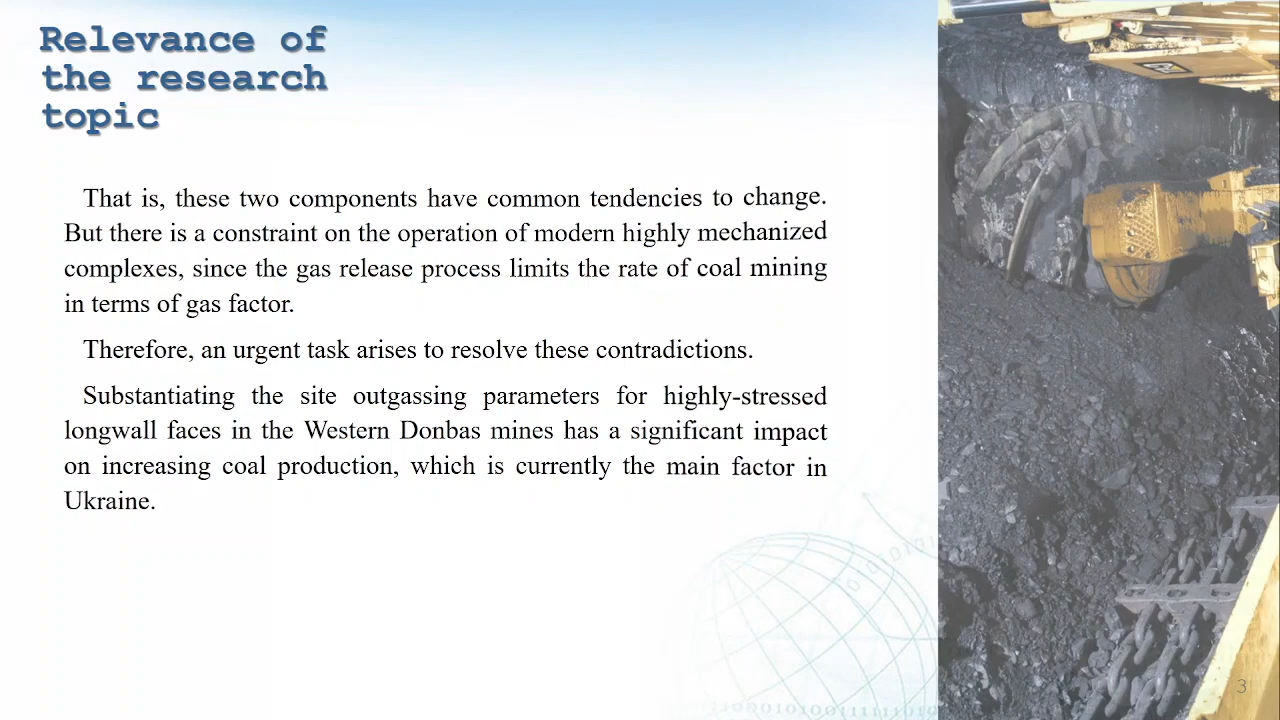 Relevance of
the research
topic
That is, these two components have common tendencies to change.
But there is a constraint on the operation of modern highly mechanized
complexes, since the gas release process limits the rate of coal mining
in terms of gas factor.
Therefore, an urgent task arises to resolve these contradictions.
Substantiating the site outgassing parameters for highly-stressed
longwall faces in the Western Donbas mines has a significant impact
on increasing coal production, which is currently the main factor in
Ukraine.
3